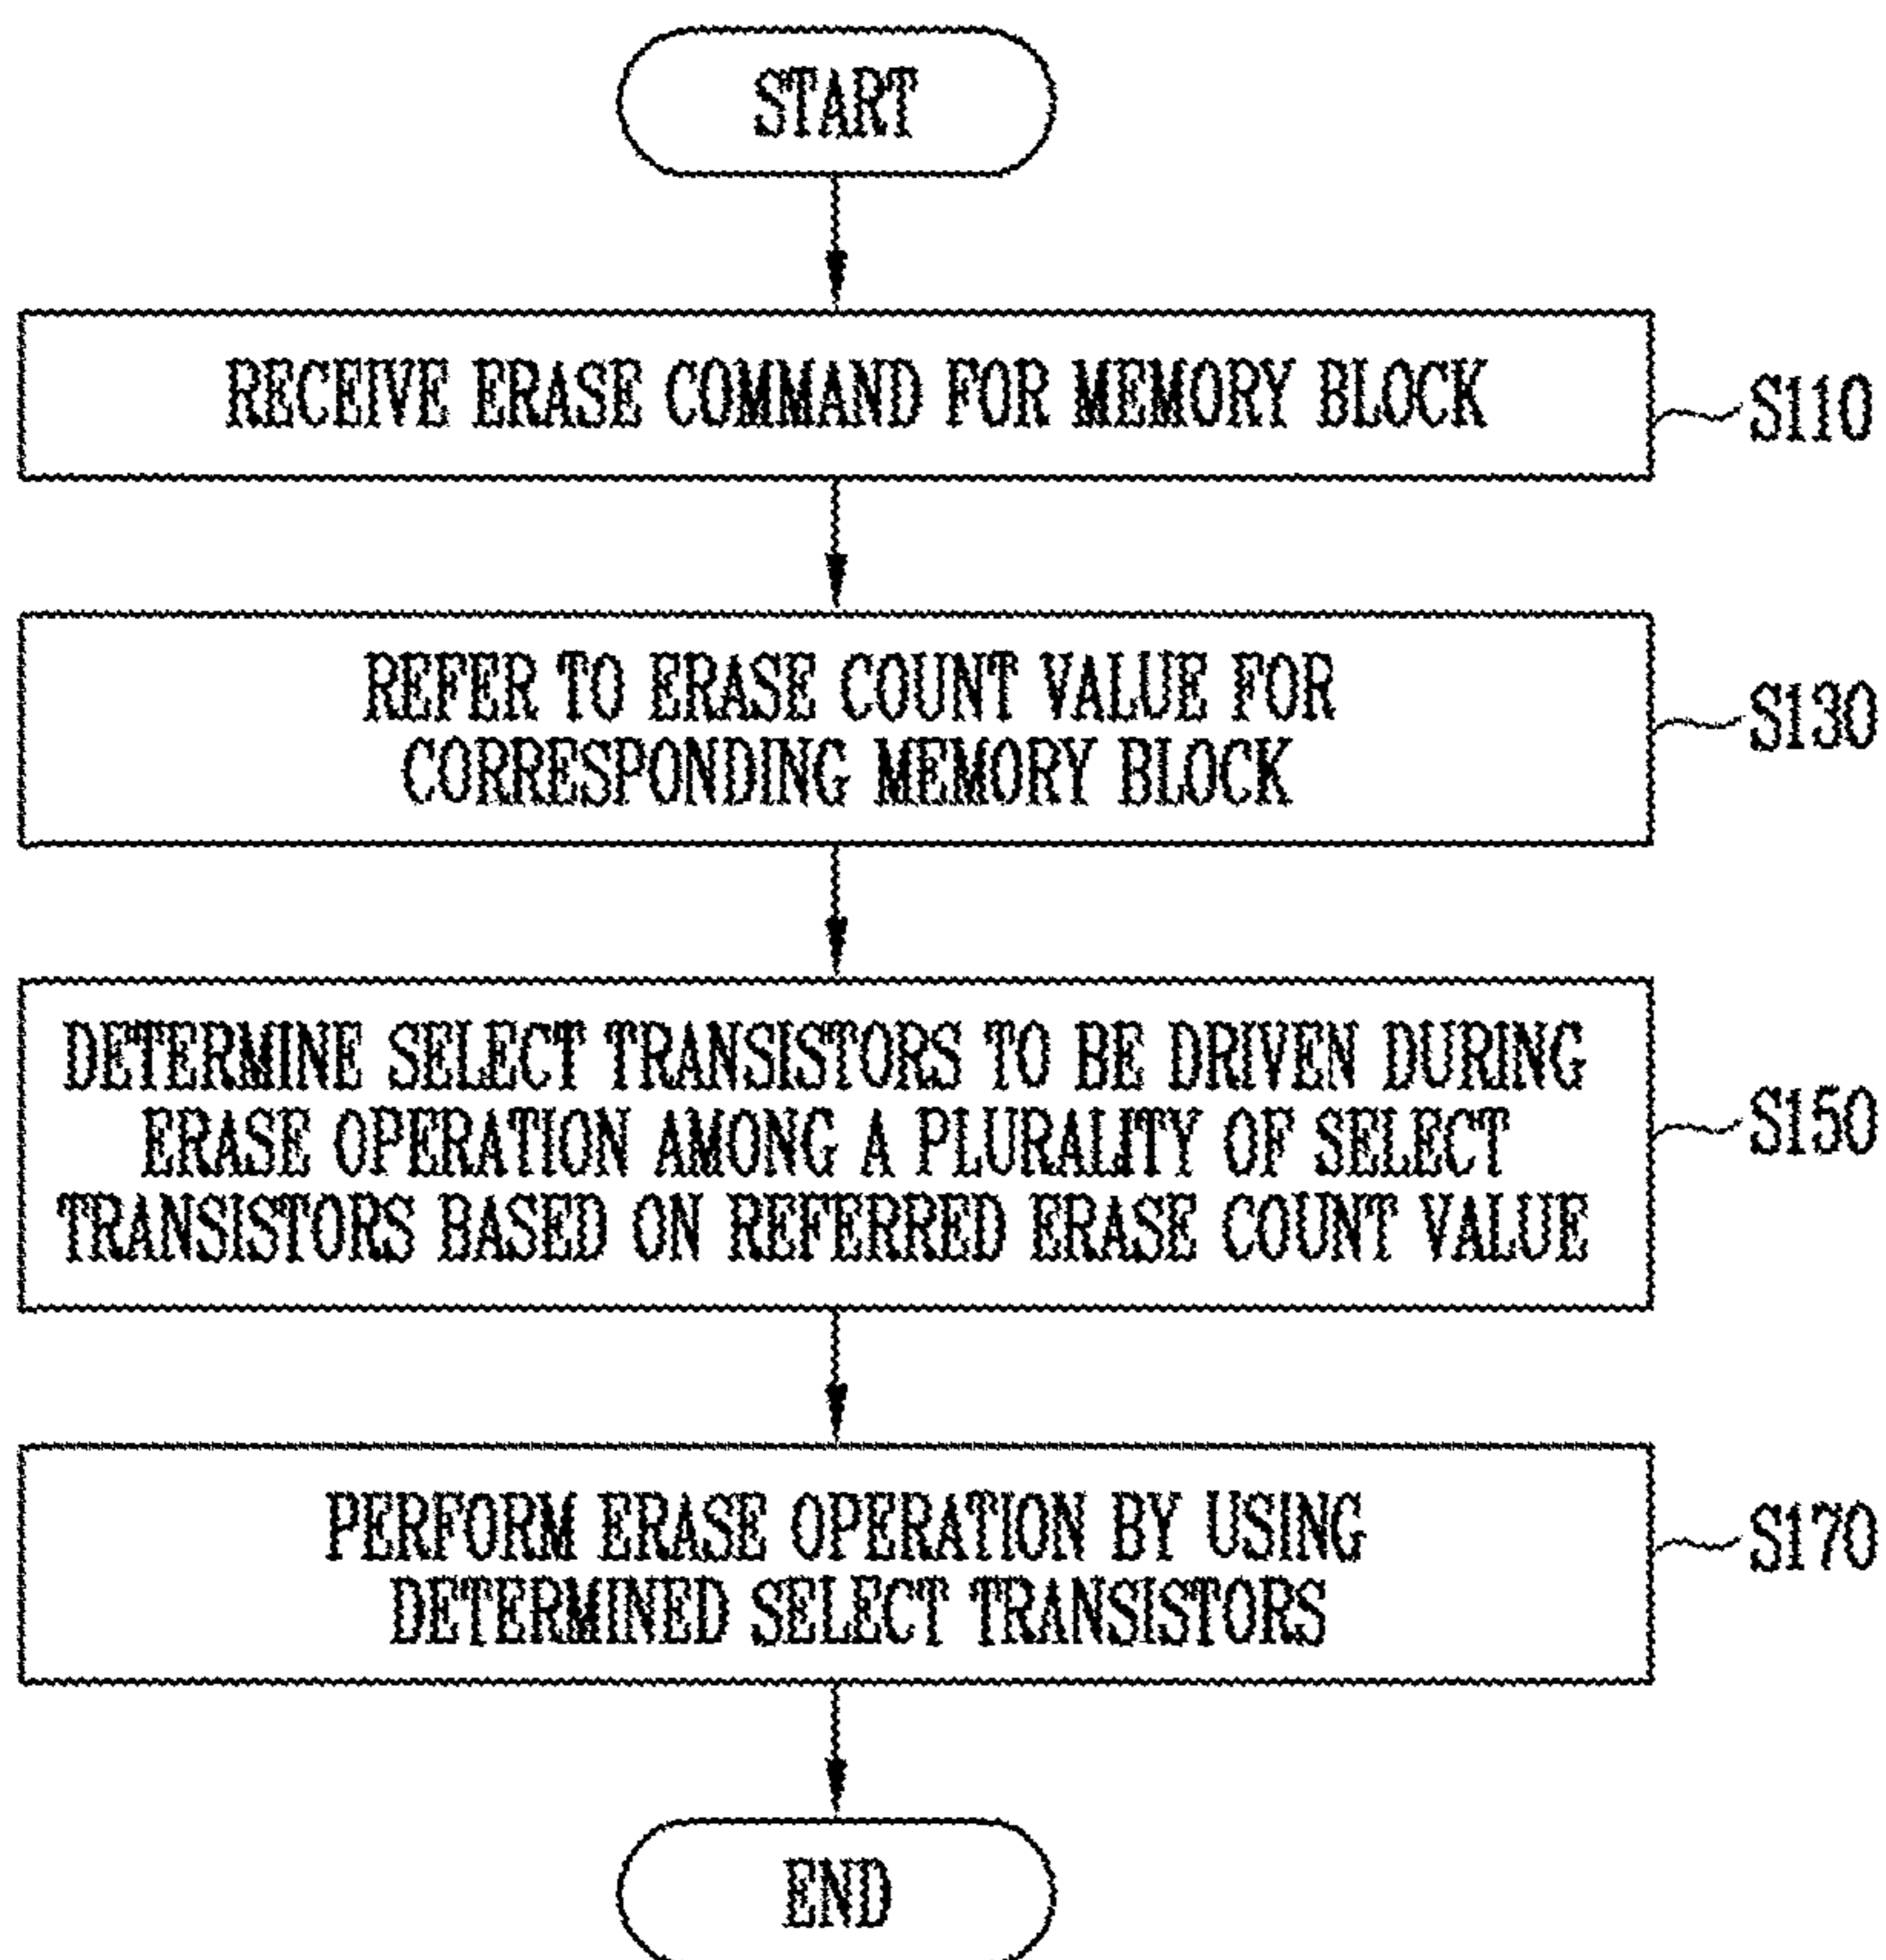 START
RECEIVE ERASE COMMAND FOR MEMORY BLOCK
S110
REFER TO ERASE COUNT VALUE FOR
CORRESPONDING MEMORY BLOCK
S130
DETERMINE SELECT TRANSISTORS TO BE DRIVEN DURING
ERASE OPERATION AMONG A PLURALITY OF SELECT
TRANSISTORS BASED ON REFERRED ERASE COUNT VALUE
S150
PERFORM ERASE OPERATION BY USING
DETERMINED SELECT TRANSISTORS
S170
END